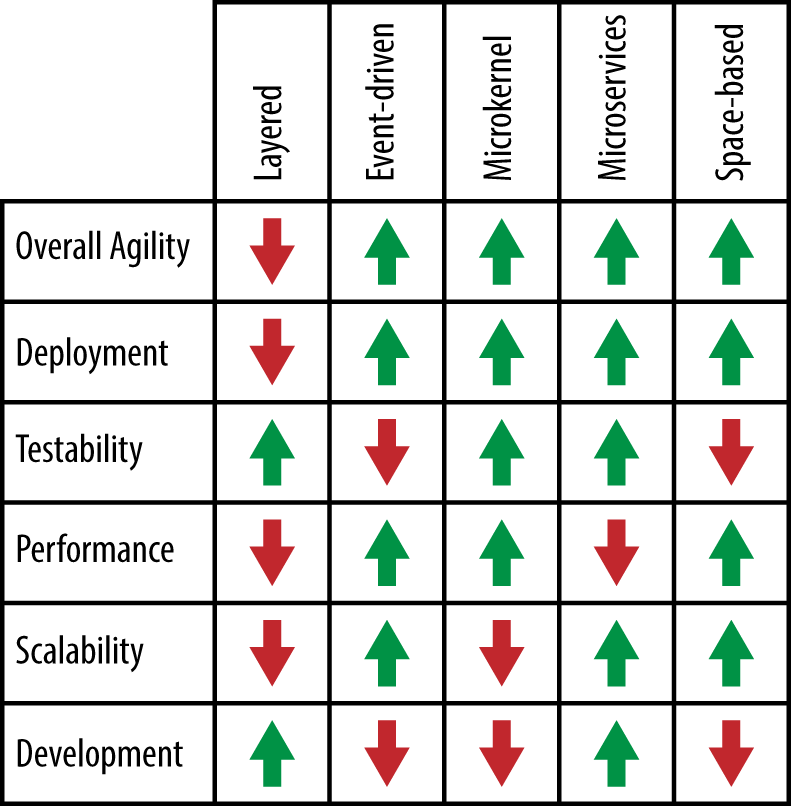 Layered
Event-driven
Microkernel
Microservices
Space-based
Overall Agility
Deployment
Testability
Performance
Scalability
Development